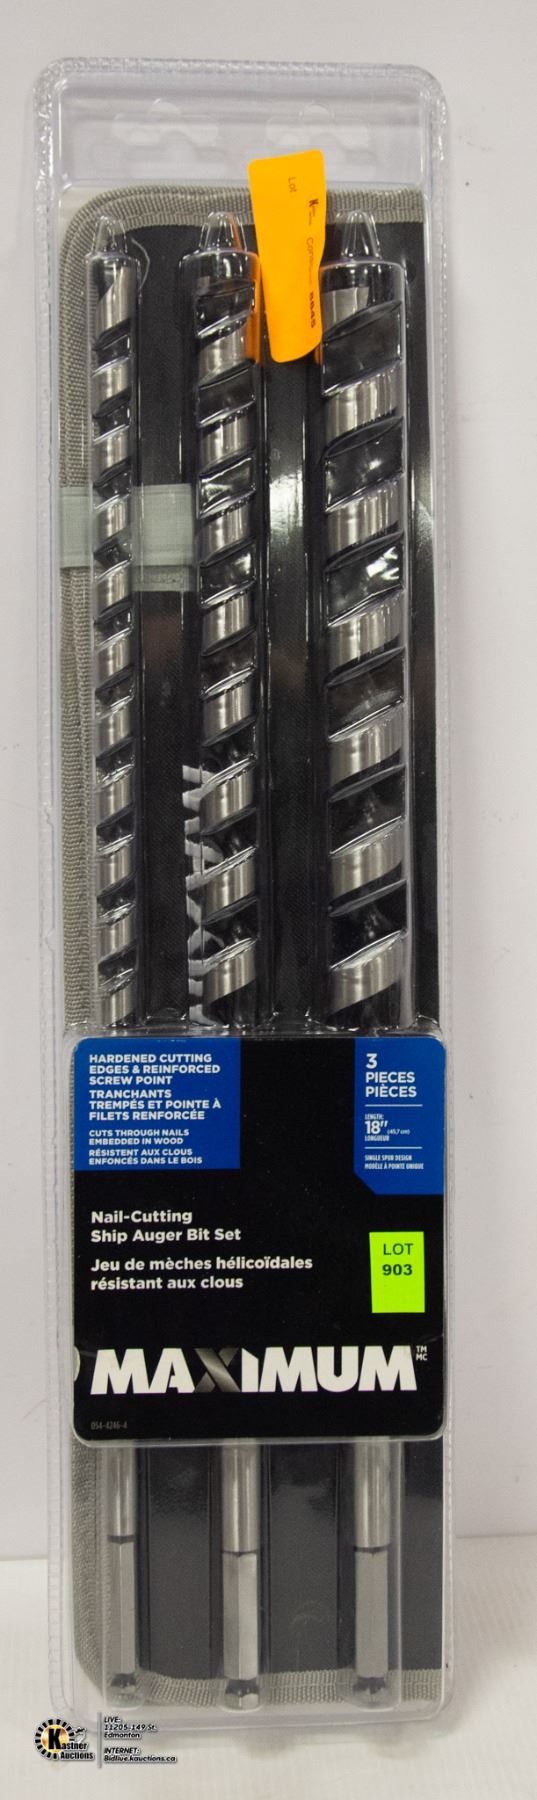 Lot
8845
HARDENED CUTTING
EDGES & REINFORCED
SCREW POINT
TRANCHANTS
TREMPÉS ET POINTE À
FILETS RENFORCÉE
CUTS THROUGH NAILS
EMBEDDED IN WOOD
RÉSISTENT AUX CLOUS
ENFONCÉS DANS LE BOIS
3
PIECES
PIÈCES
LENGTH:
18" (45,7 cm)
LONGUEUR
SINGLE SPUR DESIGN
MODÈLE À POINTE UNIQUE
Nail-Cutting
Ship Auger Bit Set
Jeu de mèches hélicoïdales
résistant aux clous
LOT
903
MAXIMUM TM MC
054-4246-4
Kastner
Auctions
LIVE:
11205-149 St.
Edmonton
INTERNET:
Bidlive.kauctions.ca